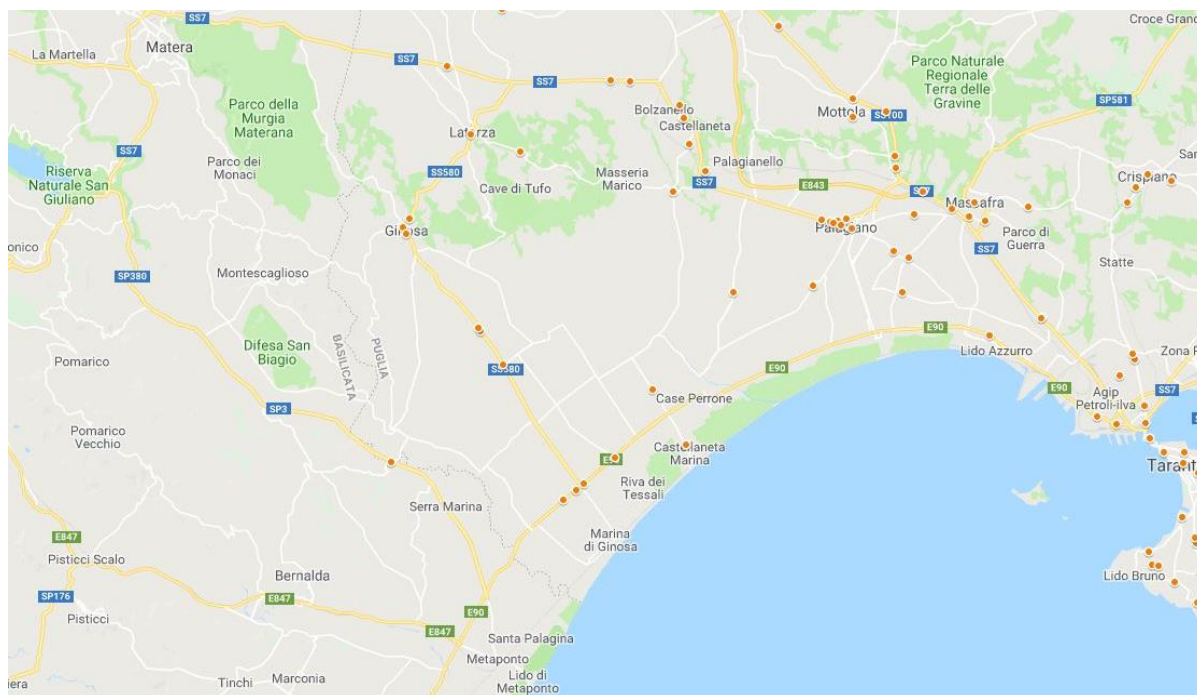 SS7
Croce Grand
La Martella
Matera
SS7
SS7
Parco Naturale
Regionale
Terra delle
Gravine
Parco della
Murgia
Materana
Bolzanello
Castellaneta
Mottola
SS100
SP581
SS7
Laterza
Parco dei
Monaci
Riserva
Naturale San
Giuliano
SS580
Cave di Tufo
Masseria
Marico
Palagianello
SS7
E843
SS7
Crispiano
Massafra
Ginosa
Palagiano
Parco di
Guerra
SS7
Statte
Montescaglioso
SP380
Difesa San
Biagio
BASILICATA
PUGLIA
Pomarico
SS580
E90
E90
Lido Azzurro
E90
Agip
Petroli-ilva
SS7
Case Perrone
SP3
Pomarico
Vecchio
E90
Castellaneta
Marina
Riva dei
Tessali
Serra Marina
Marina
di Ginosa
E847
Pisticci Scalo
Bernalda
SP176
E847
Pisticci
E90
E847
Santa Palagina
Metaponto
Lido di
Metaponto
Tinchi
Marconia
Lido Bruno